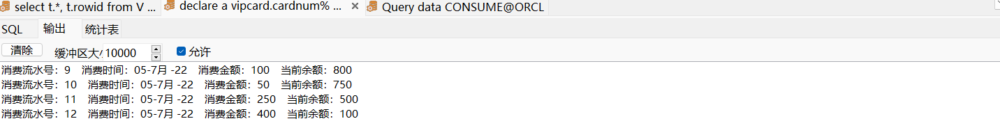 select t.*, t.rowid from V ...
declare a vipcard.cardnum% ...
Query data CONSUME@ORCL
SQL 输出 统计表
清除 缓冲区大小 10000 允许
消费流水号：9 消费时间：05-7月 -22 消费金额：100 当前余额：800
消费流水号：10 消费时间：05-7月 -22 消费金额：50 当前余额：750
消费流水号：11 消费时间：05-7月 -22 消费金额：250 当前余额：500
消费流水号：12 消费时间：05-7月 -22 消费金额：400 当前余额：100